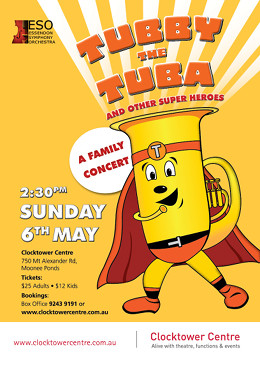 ESO
ESSENDON
SYMPHONY
ORCHESTRA
TUBBY
THE
TUBA
AND OTHER SUPER HEROES
A FAMILY
CONCERT
T
T
2:30PM
SUNDAY
6TH MAY
Clocktower Centre
750 Mt Alexander Rd,
Moonee Ponds
Tickets:
$25 Adults • $12 Kids
Bookings:
Box Office 9243 9191 or
www.clocktowercentre.com.au
www.clocktowercentre.com.au
Clocktower Centre
Alive with theatre, functions & events